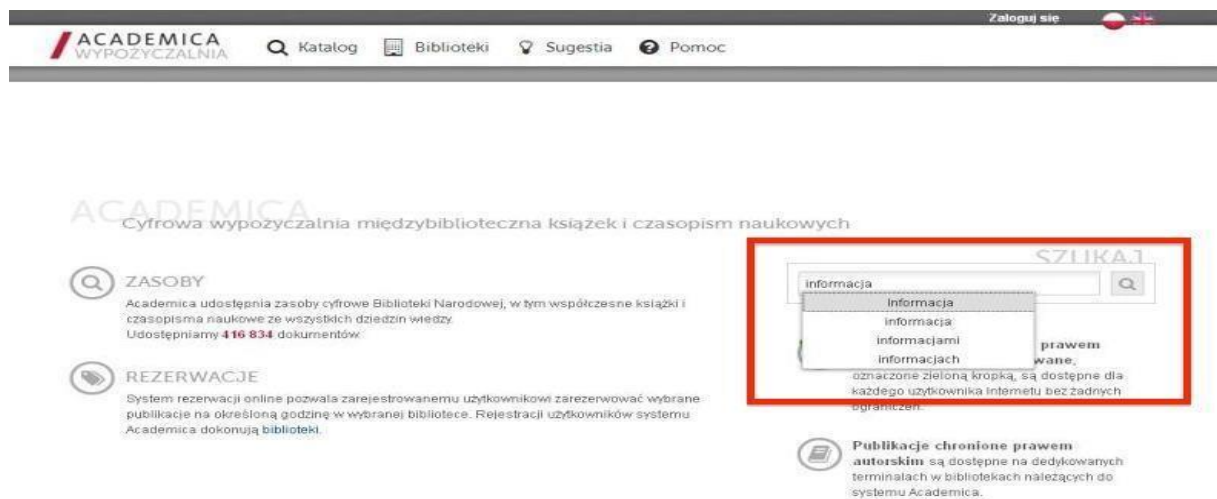 Zaloguj się
ACADEMICA
WYPOŻYCZALNIA
Katalog
Biblioteki
Sugestia
Pomoc
ACADEMICA
Cyfrowa wypożyczalnia międzybiblioteczna książek i czasopism naukowych
ZASOBY
Academica udostępnia zasoby cyfrowe Biblioteki Narodowej, w tym współczesne książki i
czasopisma naukowe ze wszystkich dziedzin wiedzy.
Udostępniamy 416 834 dokumentów.
REZERWACJE
System rezerwacji online pozwala zarejestrowanemu użytkownikowi zarezerwować wybrane
publikacje na określoną godzinę w wybranej bibliotece. Rejestracji użytkowników systemu
Academica dokonują biblioteki.
SZUKAJ
informacja
Informacja
informacja
informacjami
informacjach
prawem
wane,
oznaczone zieloną kropką, są dostępne dla
każdego użytkownika Internetu bez żadnych
ograniczeń.
Publikacje chronione prawem
autorskim są dostępne na dedykowanych
terminalach w bibliotekach należących do
systemu Academica.